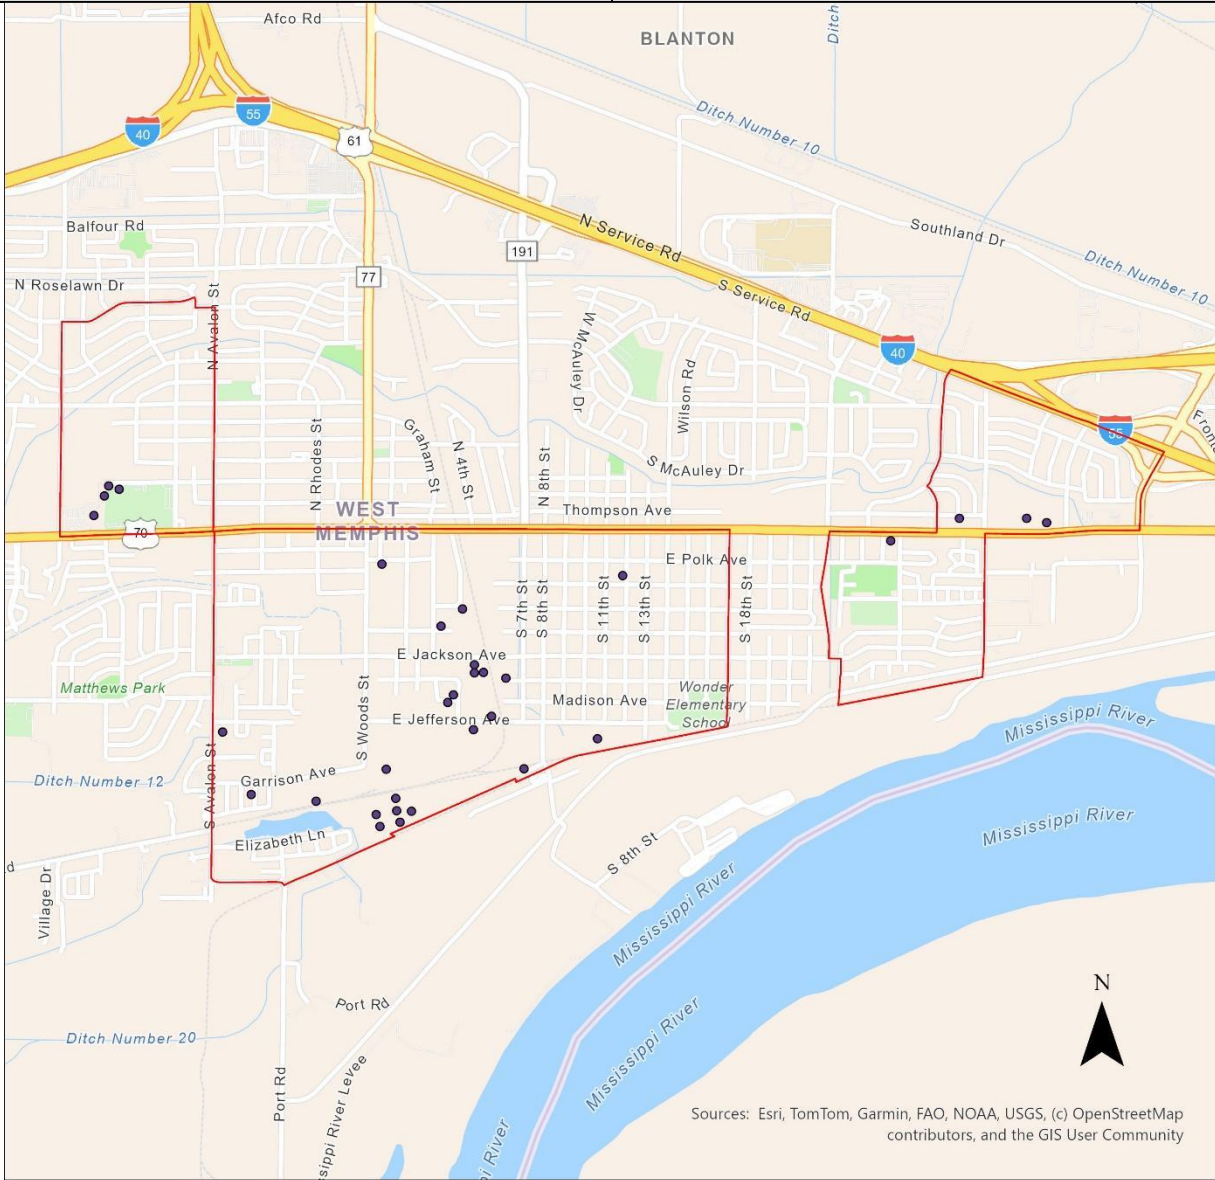 Afco Rd
BLANTON
Ditch
Ditch Number 10
55
40
61
Balfour Rd
N Service Rd
Southland Dr
191
Ditch Number 10
N Roselawn Dr
77
S Service Rd
N Avalon St
W McAuley Dr
40
Wilson Rd
55
N Rhodes St
Graham St
N 4th St
N 8th St
S McAuley Dr
WEST
MEMPHIS
Thompson Ave
70
E Polk Ave
S 7th St
S 8th St
S 11th St
S 13th St
S 18th St
E Jackson Ave
Matthews Park
S Woods St
Madison Ave
Wonder
Elementary
School
E Jefferson Ave
Mississippi River
Ditch Number 12
S Avalon St
Garrison Ave
Mississippi River
Elizabeth Ln
S 8th St
Village Dr
Mississippi River
N
Port Rd
Ditch Number 20
Mississippi River
Port Rd
ssippi River Levee
pi River
Sources: Esri, TomTom, Garmin, FAO, NOAA, USGS, (c) OpenStreetMap
contributors, and the GIS User Community